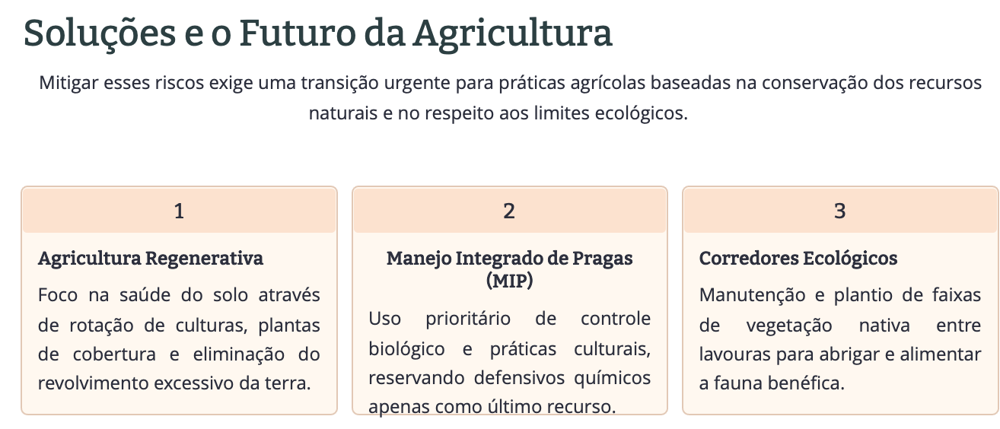 Soluções e o Futuro da Agricultura
Mitigar esses riscos exige uma transição urgente para práticas agrícolas baseadas na conservação dos recursos
naturais e no respeito aos limites ecológicos.
1
Agricultura Regenerativa
Foco na saúde do solo através
de rotação de culturas, plantas
de cobertura e eliminação do
revolvimento excessivo da terra.
2
Manejo Integrado de Pragas
(MIP)
Uso prioritário de controle
biológico e práticas culturais,
reservando defensivos químicos
apenas como último recurso.
3
Corredores Ecológicos
Manutenção e plantio de faixas
de vegetação nativa entre
lavouras para abrigar e alimentar
a fauna benéfica.